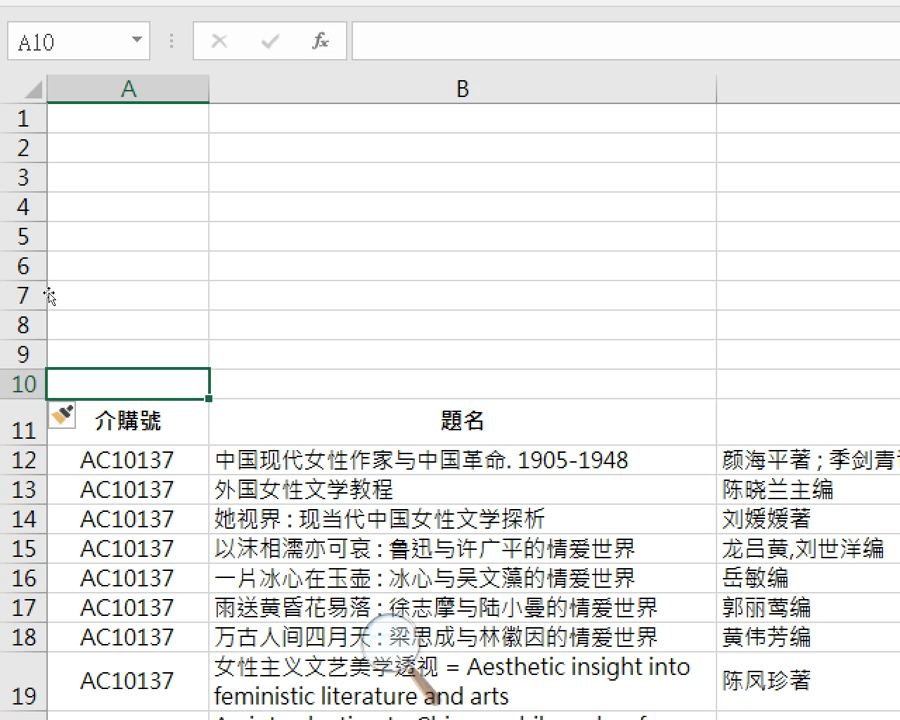 A10
fx
A B
1
2
3
4
5
6
7
8
9
10
11 介購號 題名
12 AC10137 中国现代女性作家与中国革命. 1905-1948 颜海平著 ; 季剑青
13 AC10137 外国女性文学教程 陈晓兰主编
14 AC10137 她视界 : 现当代中国女性文学探析 刘媛媛著
15 AC10137 以沫相濡亦可哀 : 鲁迅与许广平的情爱世界 龙吕黄,刘世洋编
16 AC10137 一片冰心在玉壶 : 冰心与吴文藻的情爱世界 岳敏编
17 AC10137 雨送黄昏花易落 : 徐志摩与陆小曼的情爱世界 郭丽莺编
18 AC10137 万古人间四月天 : 梁思成与林徽因的情爱世界 黄伟芳编
19 AC10137 女性主义文艺美学透视 = Aesthetic insight into
feministic literature and arts 陈凤珍著